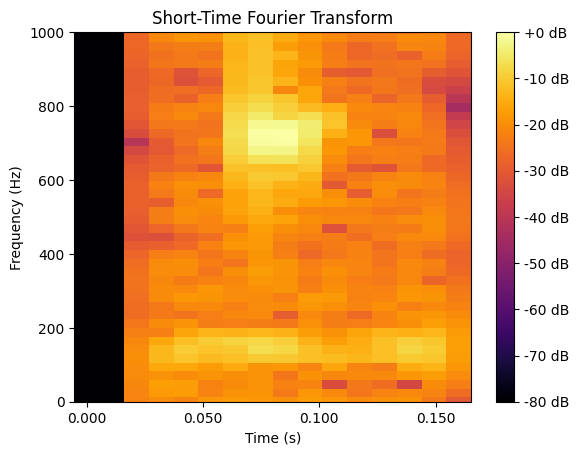 Short-Time Fourier Transform
Frequency (Hz)
1000
800
600
400
200
0
0.000
0.050
0.100
0.150
Time (s)
+0 dB
-10 dB
-20 dB
-30 dB
-40 dB
-50 dB
-60 dB
-70 dB
-80 dB